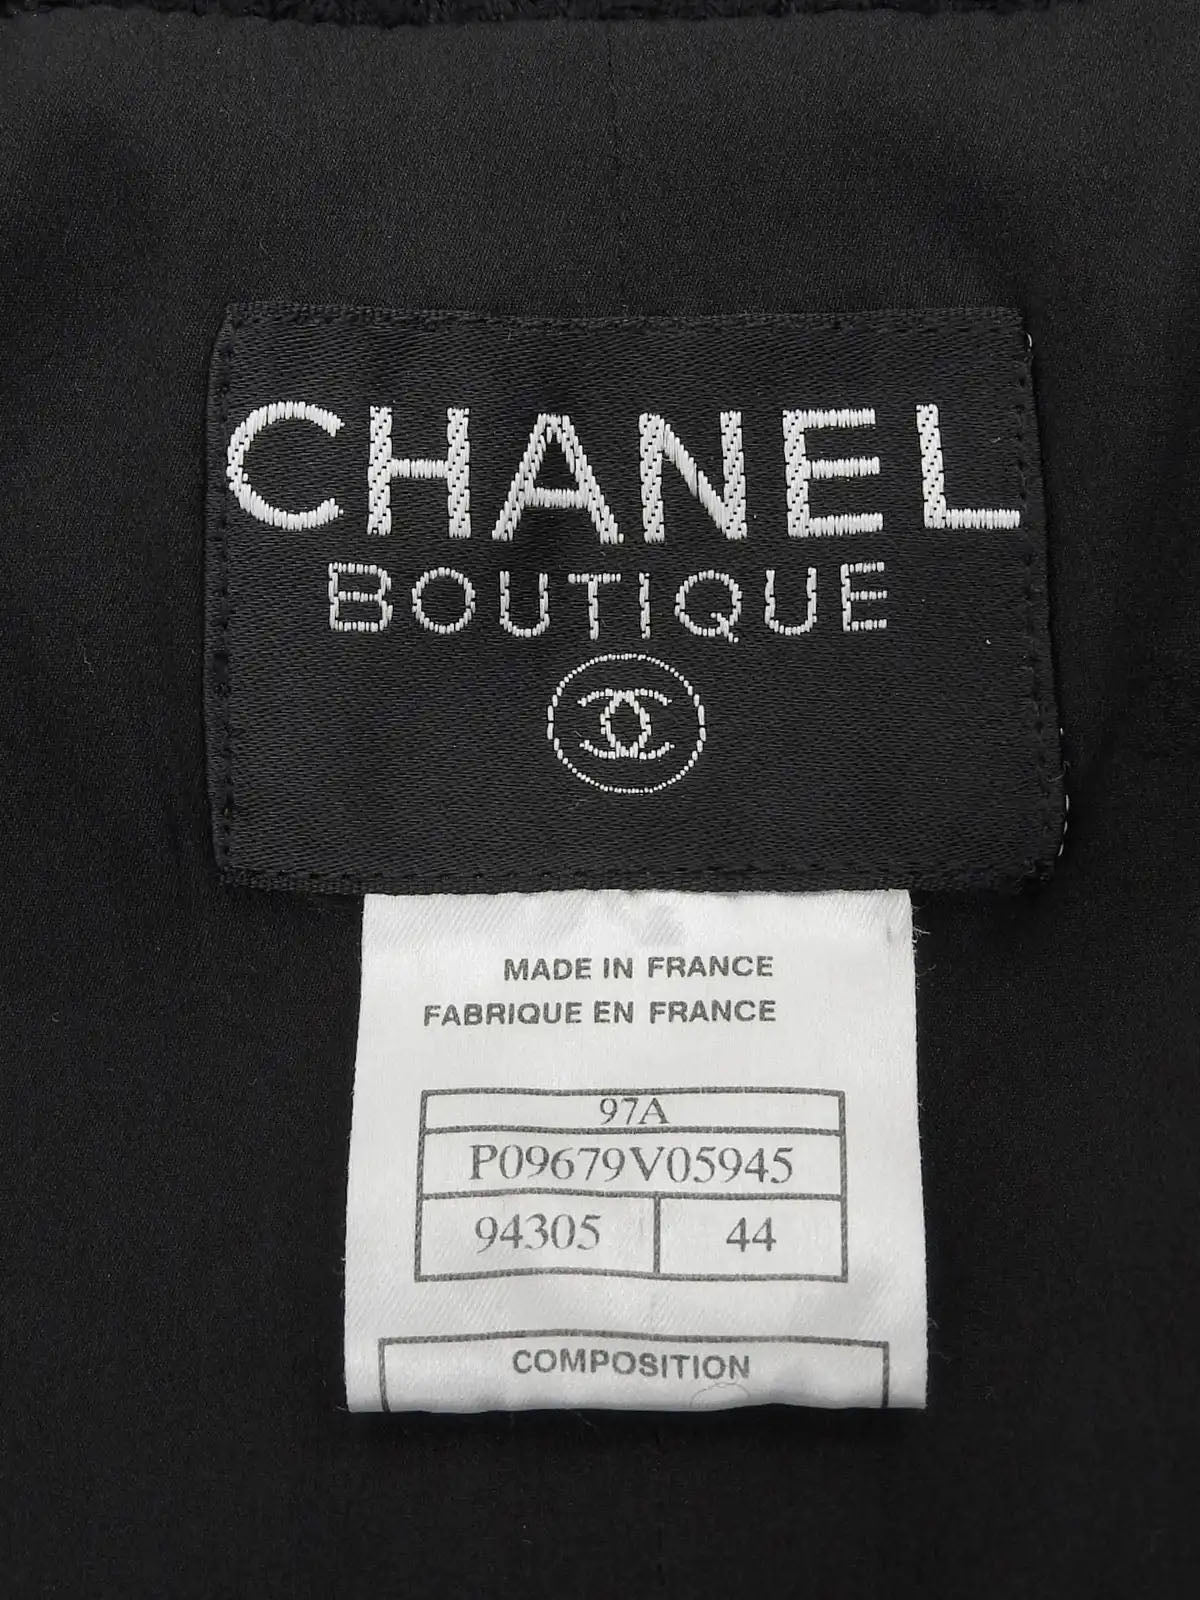 CHANEL
BOUTIQUE
MADE IN FRANCE
FABRIQUE EN FRANCE
97A
P09679V05945
94305 44
COMPOSITION